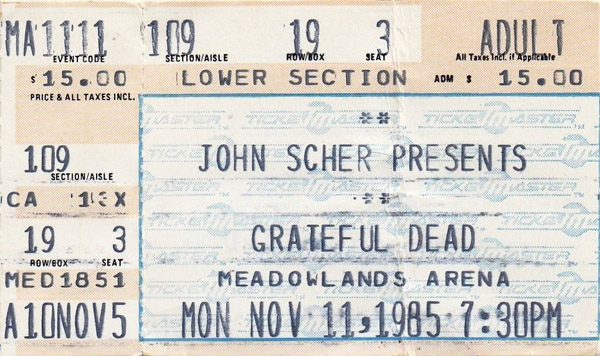 MA1111 109 19 3 ADULT
EVENT CODE SECTION/AISLE ROW/BOX SEAT All Taxes Incl. if Applicable
$ 15.00 LOWER SECTION ADM $ 15.00
PRICE & ALL TAXES INCL.
**
109 JOHN SCHER PRESENTS
SECTION/AISLE
CA 13X **
19 3 GRATEFUL DEAD
ROW/BOX SEAT
MED1851 MEADOWLANDS ARENA
A10NOV5 MON NOV 11,1985 7:30PM
TICKETMASTER